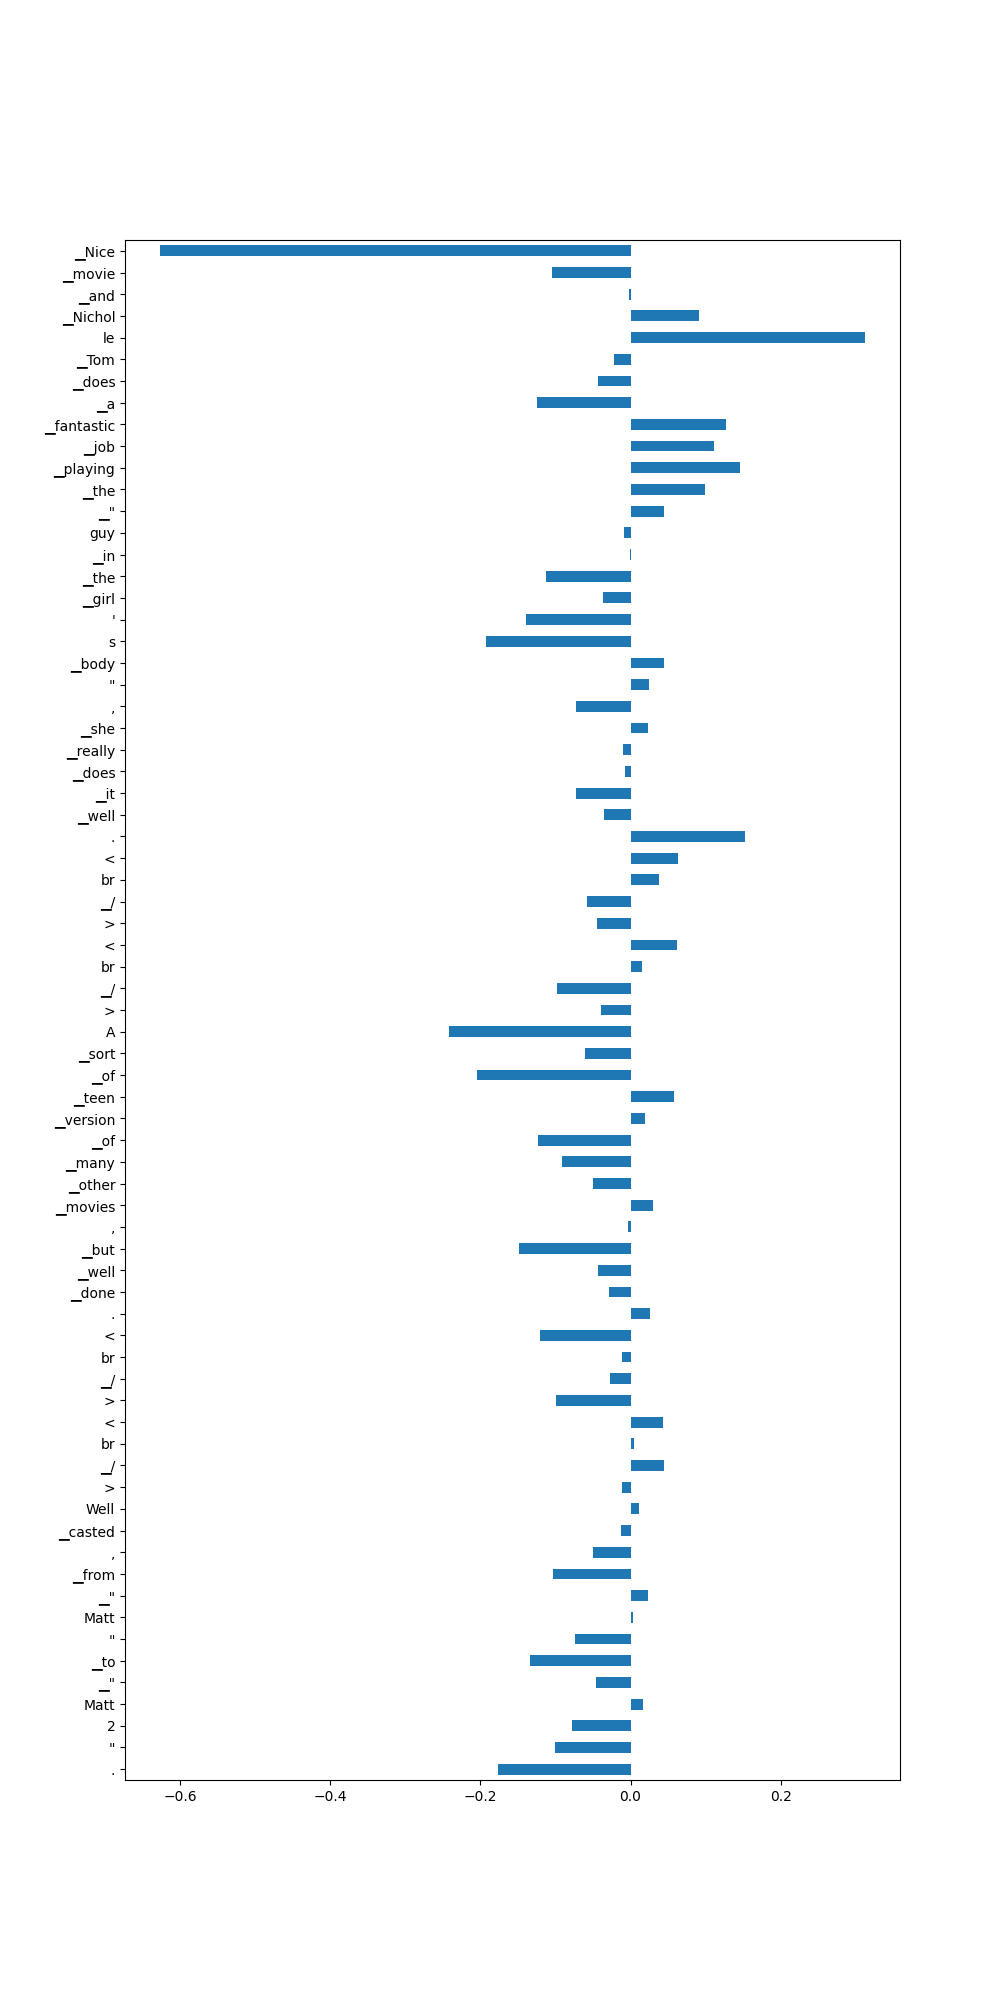 _Nice
_movie
_and
_Nichol
le
_Tom
_does
_a
_fantastic
_job
_playing
_the
_"
guy
_in
_the
_girl
'
s
_body
"
,
_she
_really
_does
_it
_well
.
<
br
_/
>
<
br
_/
>
A
_sort
_of
_teen
_version
_of
_many
_other
_movies
,
_but
_well
_done
.
<
br
_/
>
<
br
_/
>
Well
_casted
,
_from
_"
Matt
"
_to
_"
Matt
2
"
.
−0.6 −0.4 −0.2 0.0 0.2